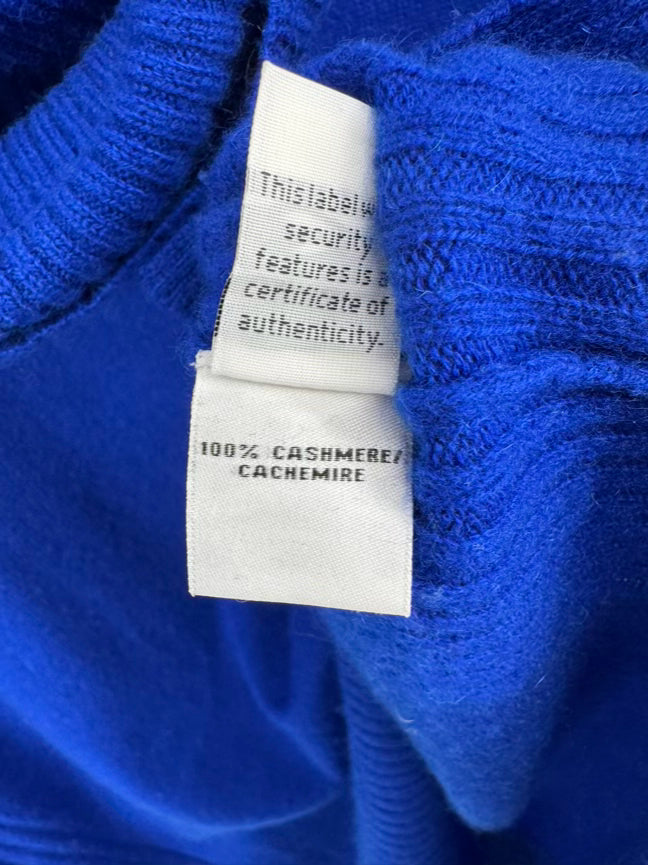 This label
security
features is a
certificate of
authenticity.
100% CASHMERE/
CACHEMIRE